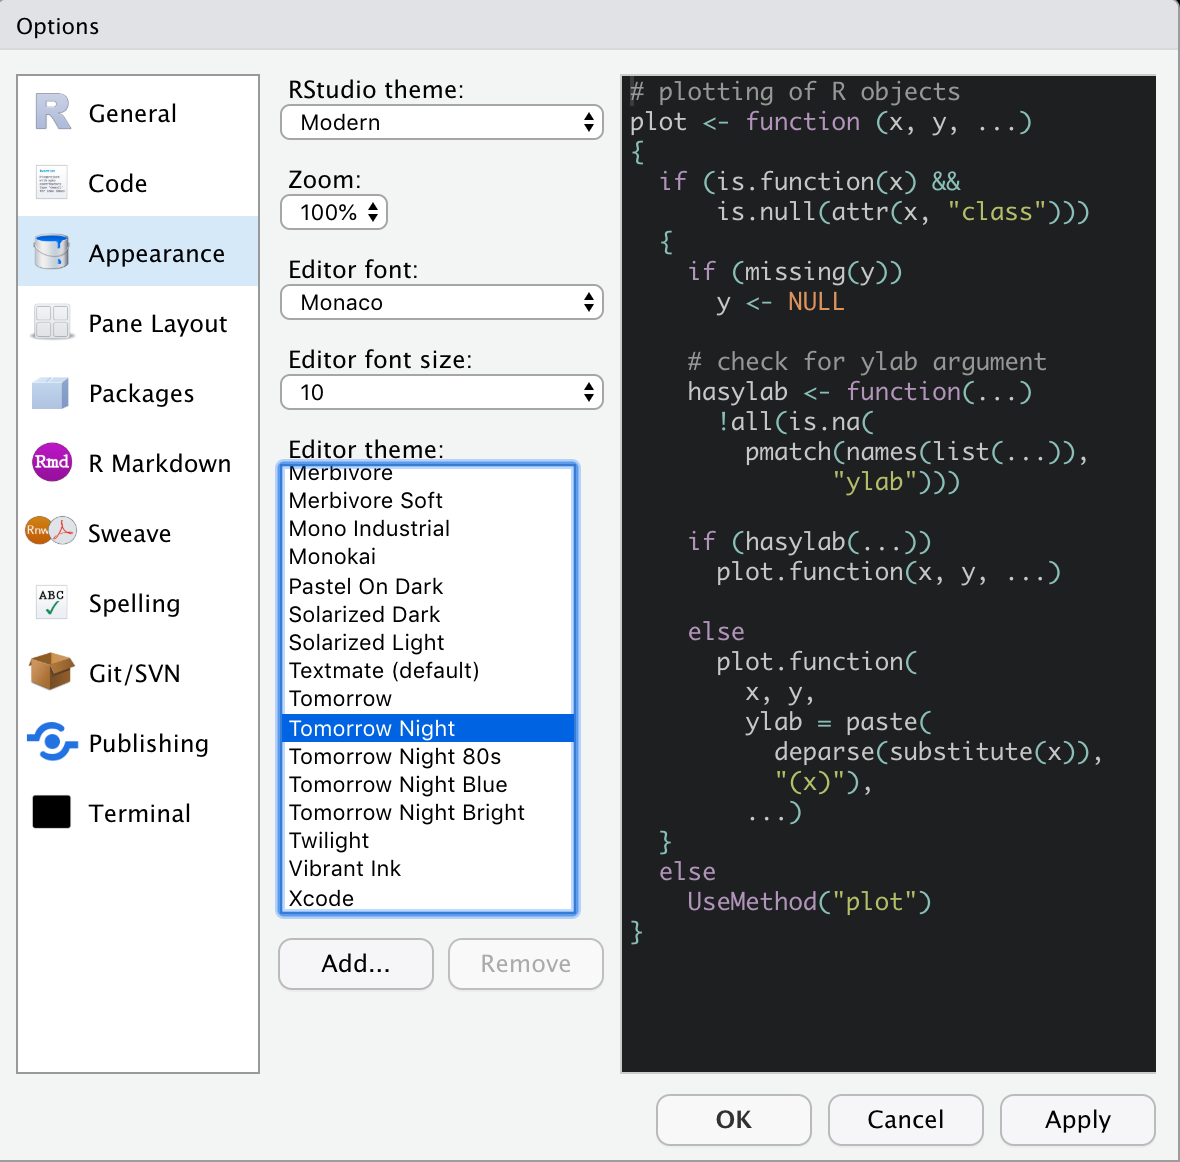 Options
General
Code
Appearance
Pane Layout
Packages
Rmd
R Markdown
Rnw
Sweave
ABC
Spelling
Git/SVN
Publishing
Terminal
RStudio theme:
Modern
Zoom:
100%
Editor font:
Monaco
Editor font size:
10
Editor theme:
Merbivore
Merbivore Soft
Mono Industrial
Monokai
Pastel On Dark
Solarized Dark
Solarized Light
Textmate (default)
Tomorrow
Tomorrow Night
Tomorrow Night 80s
Tomorrow Night Blue
Tomorrow Night Bright
Twilight
Vibrant Ink
Xcode
Add...
Remove
# plotting of R objects
plot <- function (x, y, ...)
{
  if (is.function(x) &&
      is.null(attr(x, "class")))
  {
    if (missing(y))
      y <- NULL
    # check for ylab argument
    hasylab <- function(...)
      !all(is.na(
        pmatch(names(list(...)),
              "ylab")))
    if (hasylab(...))
      plot.function(x, y, ...)
    else
      plot.function(
        x, y,
        ylab = paste(
          deparse(substitute(x)),
          "(x)"),
        ...)
  }
  else
    UseMethod("plot")
}
OK
Cancel
Apply